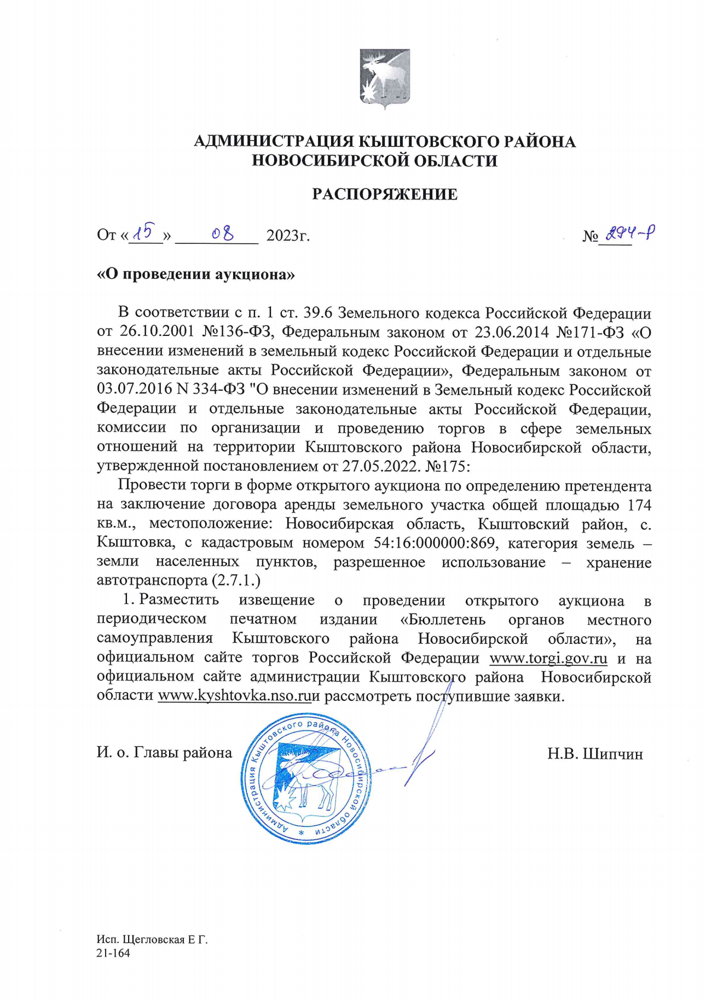 АДМИНИСТРАЦИЯ КЫШТОВСКОГО РАЙОНА
НОВОСИБИРСКОЙ ОБЛАСТИ
РАСПОРЯЖЕНИЕ
От «15» 08 2023г. № 294-р
«О проведении аукциона»
В соответствии с п. 1 ст. 39.6 Земельного кодекса Российской Федерации
от 26.10.2001 №136-ФЗ, Федеральным законом от 23.06.2014 №171-ФЗ «О
внесении изменений в земельный кодекс Российской Федерации и отдельные
законодательные акты Российской Федерации», Федеральным законом от
03.07.2016 N 334-ФЗ "О внесении изменений в Земельный кодекс Российской
Федерации и отдельные законодательные акты Российской Федерации,
комиссии по организации и проведению торгов в сфере земельных
отношений на территории Кыштовского района Новосибирской области,
утвержденной постановлением от 27.05.2022. №175:
Провести торги в форме открытого аукциона по определению претендента
на заключение договора аренды земельного участка общей площадью 174
кв.м., местоположение: Новосибирская область, Кыштовский район, с.
Кыштовка, с кадастровым номером 54:16:000000:869, категория земель –
земли населенных пунктов, разрешенное использование – хранение
автотранспорта (2.7.1.)
1. Разместить извещение о проведении открытого аукциона в
периодическом печатном издании «Бюллетень органов местного
самоуправления Кыштовского района Новосибирской области», на
официальном сайте торгов Российской Федерации www.torgi.gov.ru и на
официальном сайте администрации Кыштовского района Новосибирской
области www.kyshtovka.nso.ruи рассмотреть поступившие заявки.
И. о. Главы района Н.В. Шипчин
Администрация Кыштовского района Новосибирской области *
Исп. Щегловская Е Г.
21-164